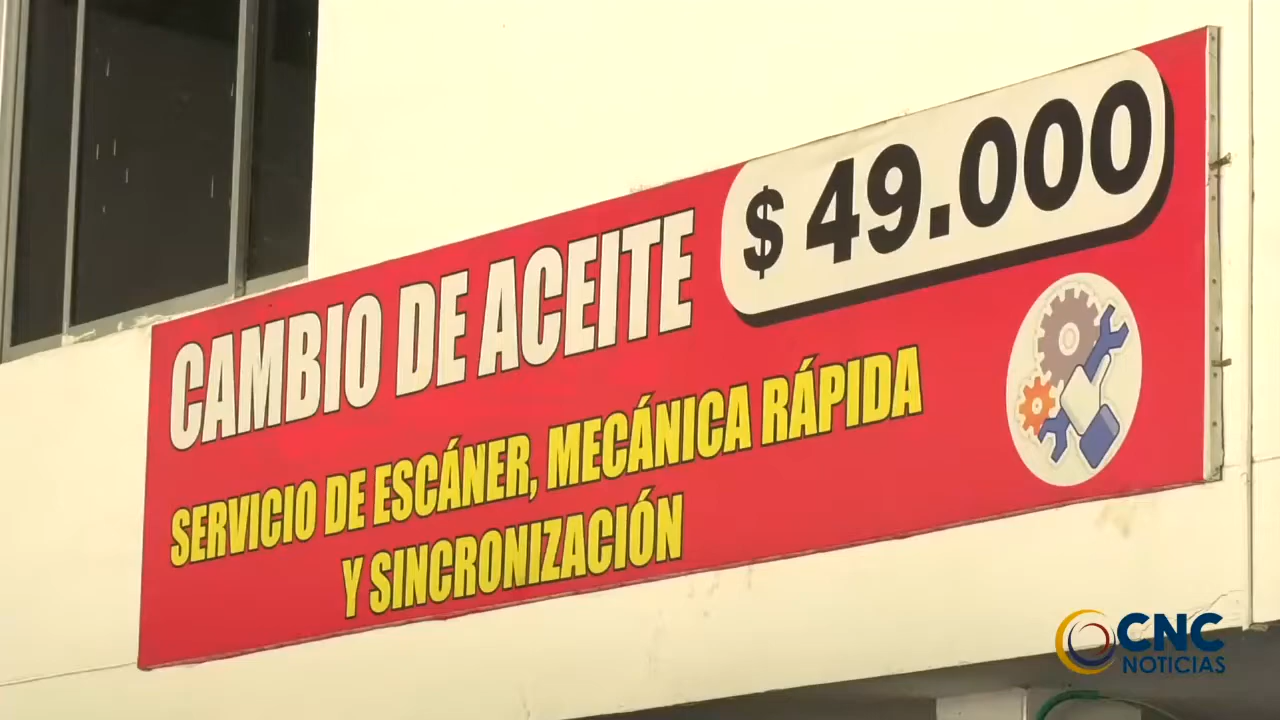 CAMBIO DE ACEITE
$ 49.000
SERVICIO DE ESCÁNER, MECÁNICA RÁPIDA
Y SINCRONIZACIÓN
CNC
NOTICIAS